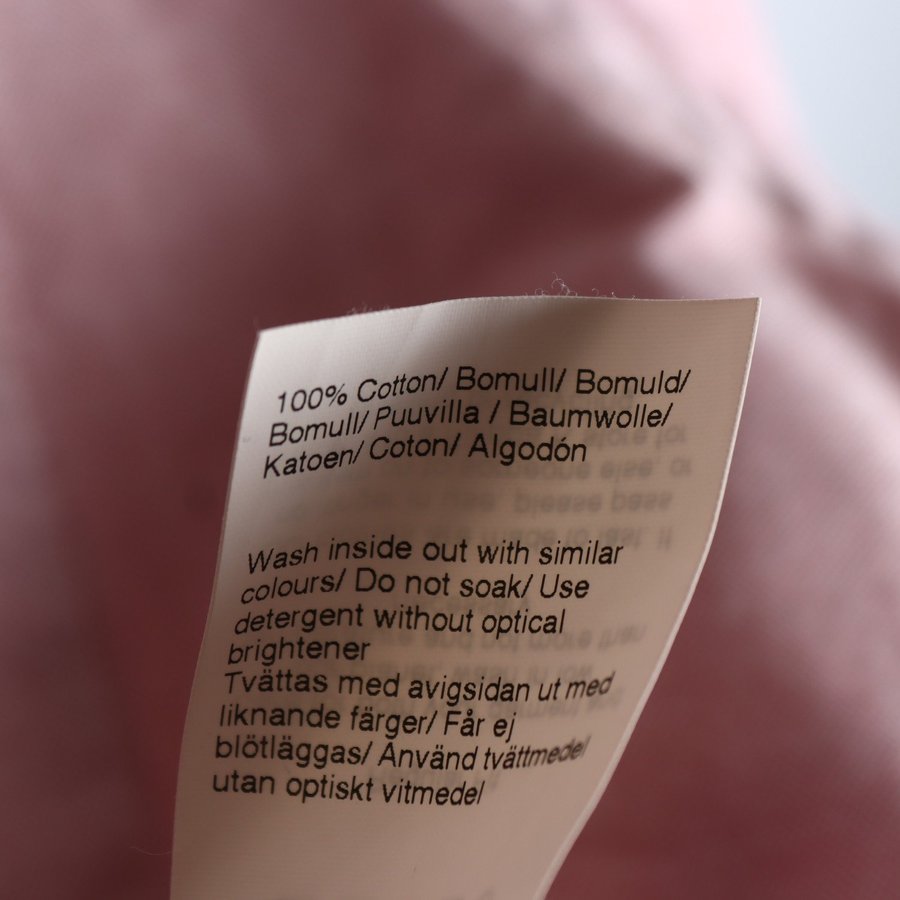 100% Cotton/ Bomull/ Bomuld/
Bomull/ Puuvilla / Baumwolle/
Katoen/ Coton/ Algodón
Wash inside out with similar
colours/ Do not soak/ Use
detergent without optical
brightener
Tvättas med avigsidan ut med
liknande färger/ Får ej
blötläggas/ Använd tvättmedel
utan optiskt vitmedel